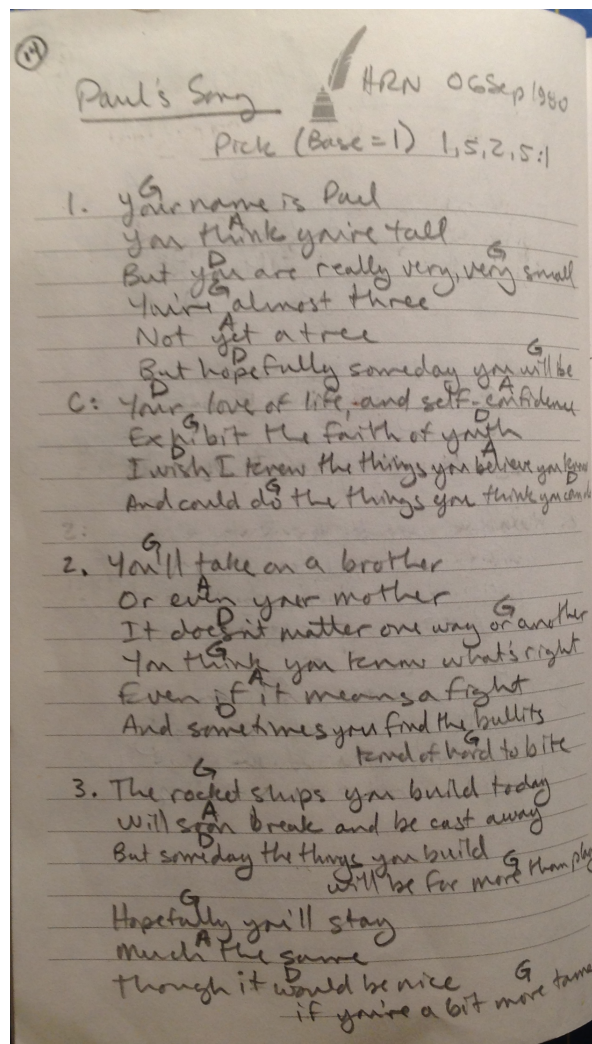 14
Paul's Song HRN 06Sep1980
Pick (Base=1) 1,5,2,5:1
G
1. Your name is Paul
A
You think you're tall
D G
But you are really very, very small
G
You're almost three
A
Not yet a tree
D G
But hopefully someday you will be
D A
C: Your love of life, and self-confidence
G D
Exhibit the faith of youth
D A
I wish I knew the things you believe you know
G D
And could do the things you think you can do
2:
G
2. You'll take on a brother
A
Or even your mother
D G
It doesn't matter one way or another
G
You think you know what's right
A
Even if it means a fight
D
And sometimes you find the bullits
G
kind of hard to bite
G
3. The rocket ships you build today
A
Will soon break and be cast away
D
But someday the things you build
G
will be far more than play
G
Hopefully you'll stay
A
Much the same
D
Though it would be nice
G
if you're a bit more tame